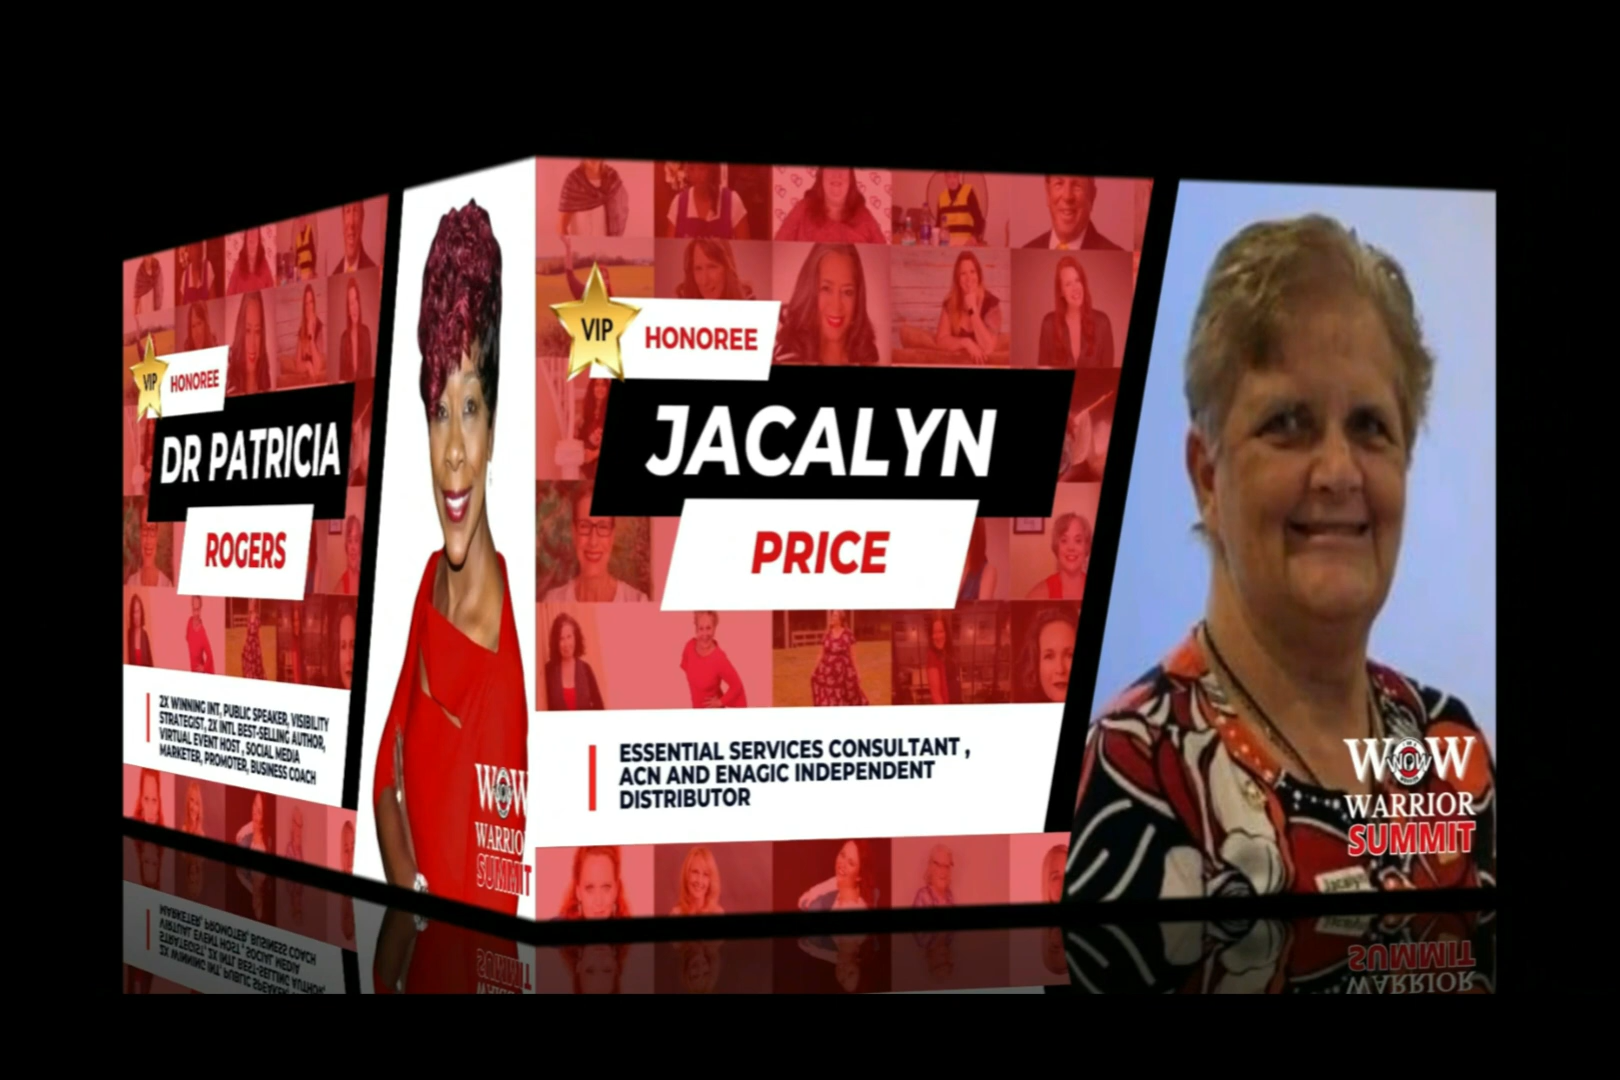 VIP
HONOREE
DR PATRICIA
ROGERS
2X WINNING INT. PUBLIC SPEAKER, VISIBILITY
STRATEGIST, 2X INTL BEST-SELLING AUTHOR,
VIRTUAL EVENT HOST , SOCIAL MEDIA
MARKETER, PROMOTER, BUSINESS COACH
WOW
WARRIO
SUMMIT
VIP
HONOREE
JACALYN
PRICE
ESSENTIAL SERVICES CONSULTANT ,
ACN AND ENAGIC INDEPENDENT
DISTRIBUTOR
WOW
NOW
WARRIOR
SUMMIT